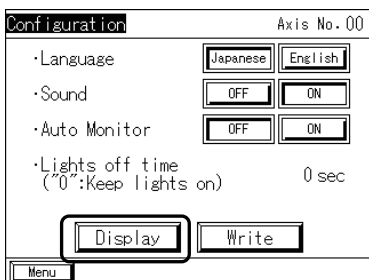 Configuration Axis No.00
·Language Japanese English
·Sound OFF ON
·Auto Monitor OFF ON
·Lights off time
("0":Keep lights on) 0 sec
Display Write
Menu